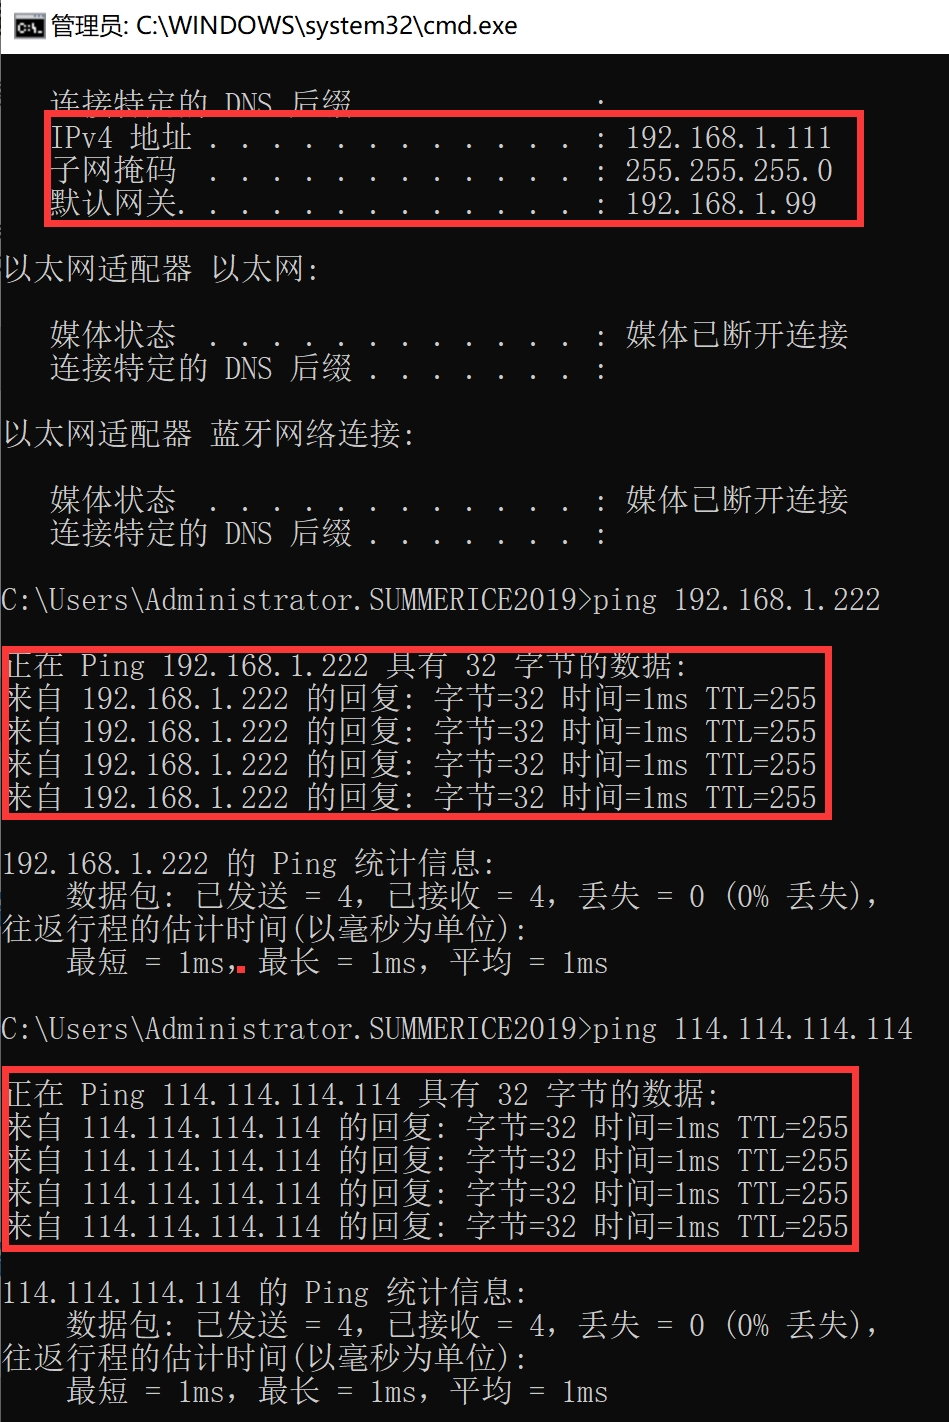 管理员: C:\WINDOWS\system32\cmd.exe
连接特定的 DNS 后缀 :
IPv4 地址 . . . . . . . . . . . . : 192.168.1.111
子网掩码 . . . . . . . . . . . . : 255.255.255.0
默认网关. . . . . . . . . . . . . : 192.168.1.99
以太网适配器 以太网:
媒体状态 . . . . . . . . . . . . : 媒体已断开连接
连接特定的 DNS 后缀 . . . . . . . :
以太网适配器 蓝牙网络连接:
媒体状态 . . . . . . . . . . . . : 媒体已断开连接
连接特定的 DNS 后缀 . . . . . . . :
C:\Users\Administrator.SUMMERICE2019>ping 192.168.1.222
正在 Ping 192.168.1.222 具有 32 字节的数据:
来自 192.168.1.222 的回复: 字节=32 时间=1ms TTL=255
来自 192.168.1.222 的回复: 字节=32 时间=1ms TTL=255
来自 192.168.1.222 的回复: 字节=32 时间=1ms TTL=255
来自 192.168.1.222 的回复: 字节=32 时间=1ms TTL=255
192.168.1.222 的 Ping 统计信息:
数据包: 已发送 = 4，已接收 = 4，丢失 = 0 (0% 丢失)，
往返行程的估计时间(以毫秒为单位):
最短 = 1ms，最长 = 1ms，平均 = 1ms
C:\Users\Administrator.SUMMERICE2019>ping 114.114.114.114
正在 Ping 114.114.114.114 具有 32 字节的数据:
来自 114.114.114.114 的回复: 字节=32 时间=1ms TTL=255
来自 114.114.114.114 的回复: 字节=32 时间=1ms TTL=255
来自 114.114.114.114 的回复: 字节=32 时间=1ms TTL=255
来自 114.114.114.114 的回复: 字节=32 时间=1ms TTL=255
114.114.114.114 的 Ping 统计信息:
数据包: 已发送 = 4，已接收 = 4，丢失 = 0 (0% 丢失)，
往返行程的估计时间(以毫秒为单位):
最短 = 1ms，最长 = 1ms，平均 = 1ms